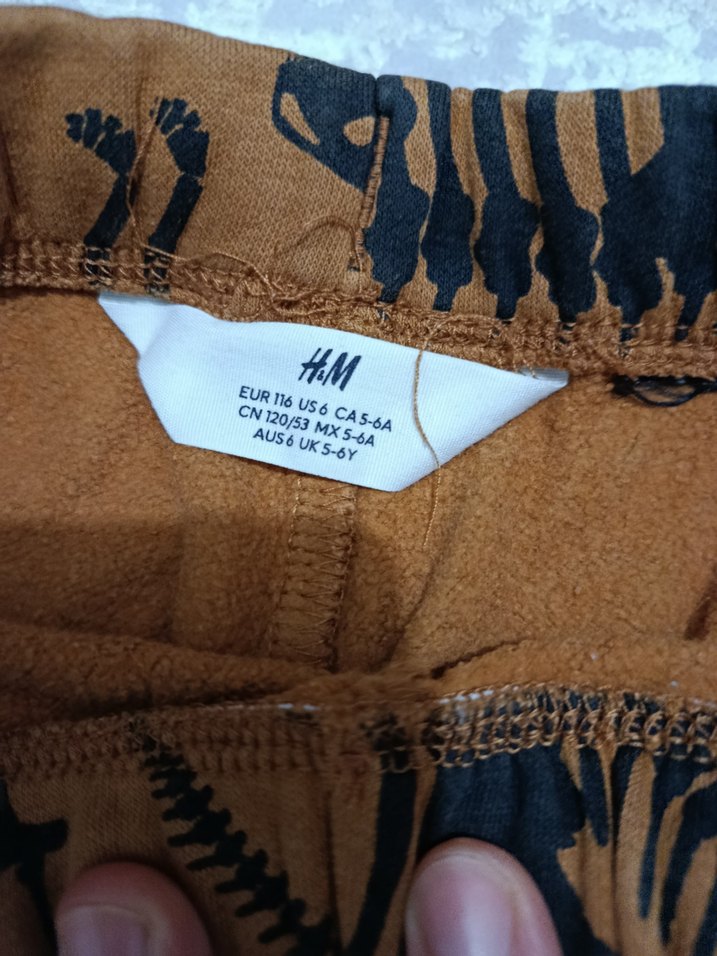 H&M
EUR 116 US 6 CA 5-6A
CN 120/53 MX 5-6A
AUS 6 UK 5-6Y